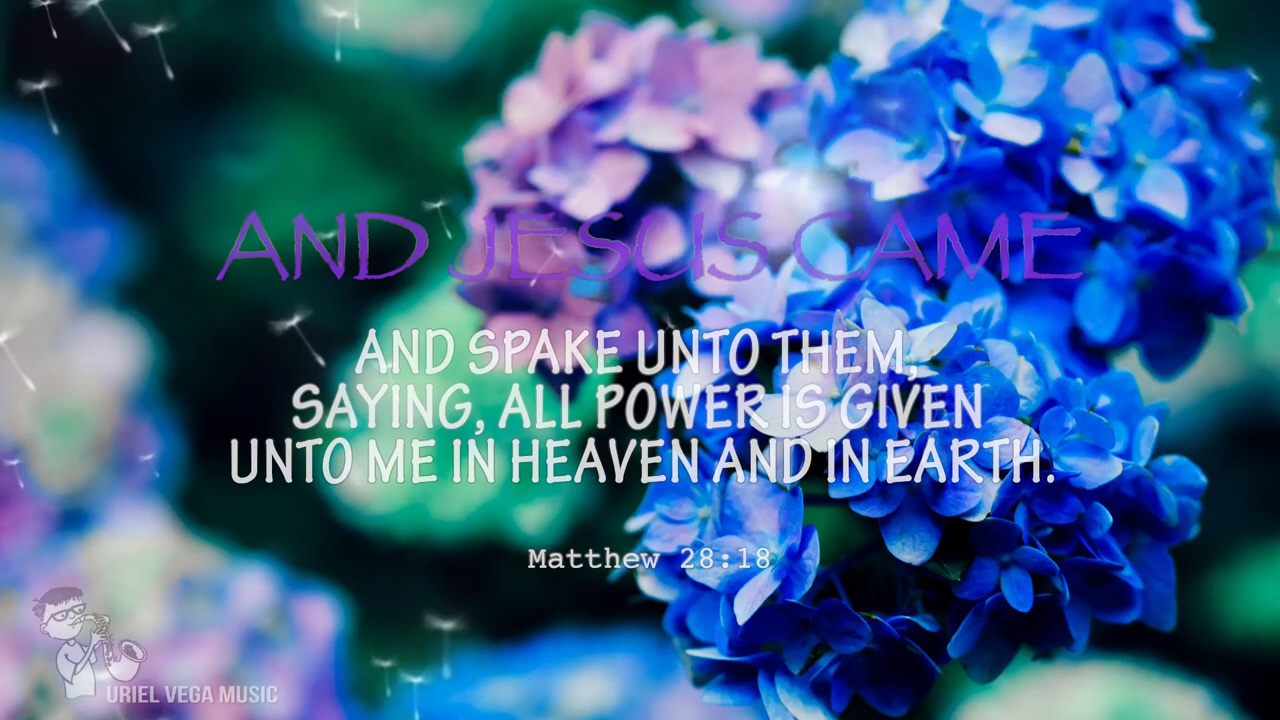 AND JESUS CAME
AND SPAKE UNTO THEM,
SAYING, ALL POWER IS GIVEN
UNTO ME IN HEAVEN AND IN EARTH.
Matthew 28:18
URIEL VEGA MUSIC